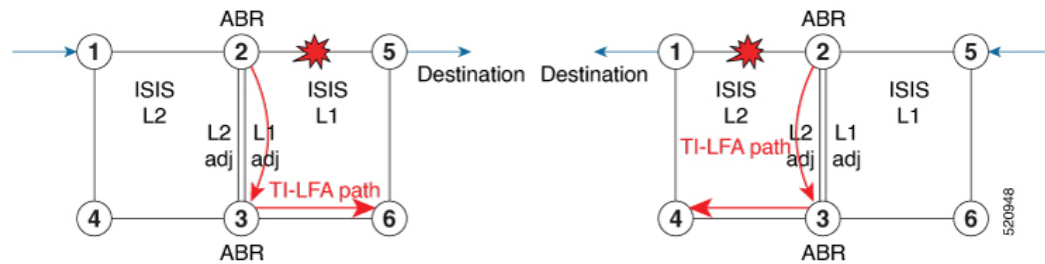 ABR
1
2
5
Destination
ISIS
L2
ISIS
L1
L2
adj
L1
adj
TI-LFA path
4
3
6
ABR
ABR
1
2
5
Destination
ISIS
L2
ISIS
L1
L2
adj
L1
adj
TI-LFA path
4
3
6
ABR
520948